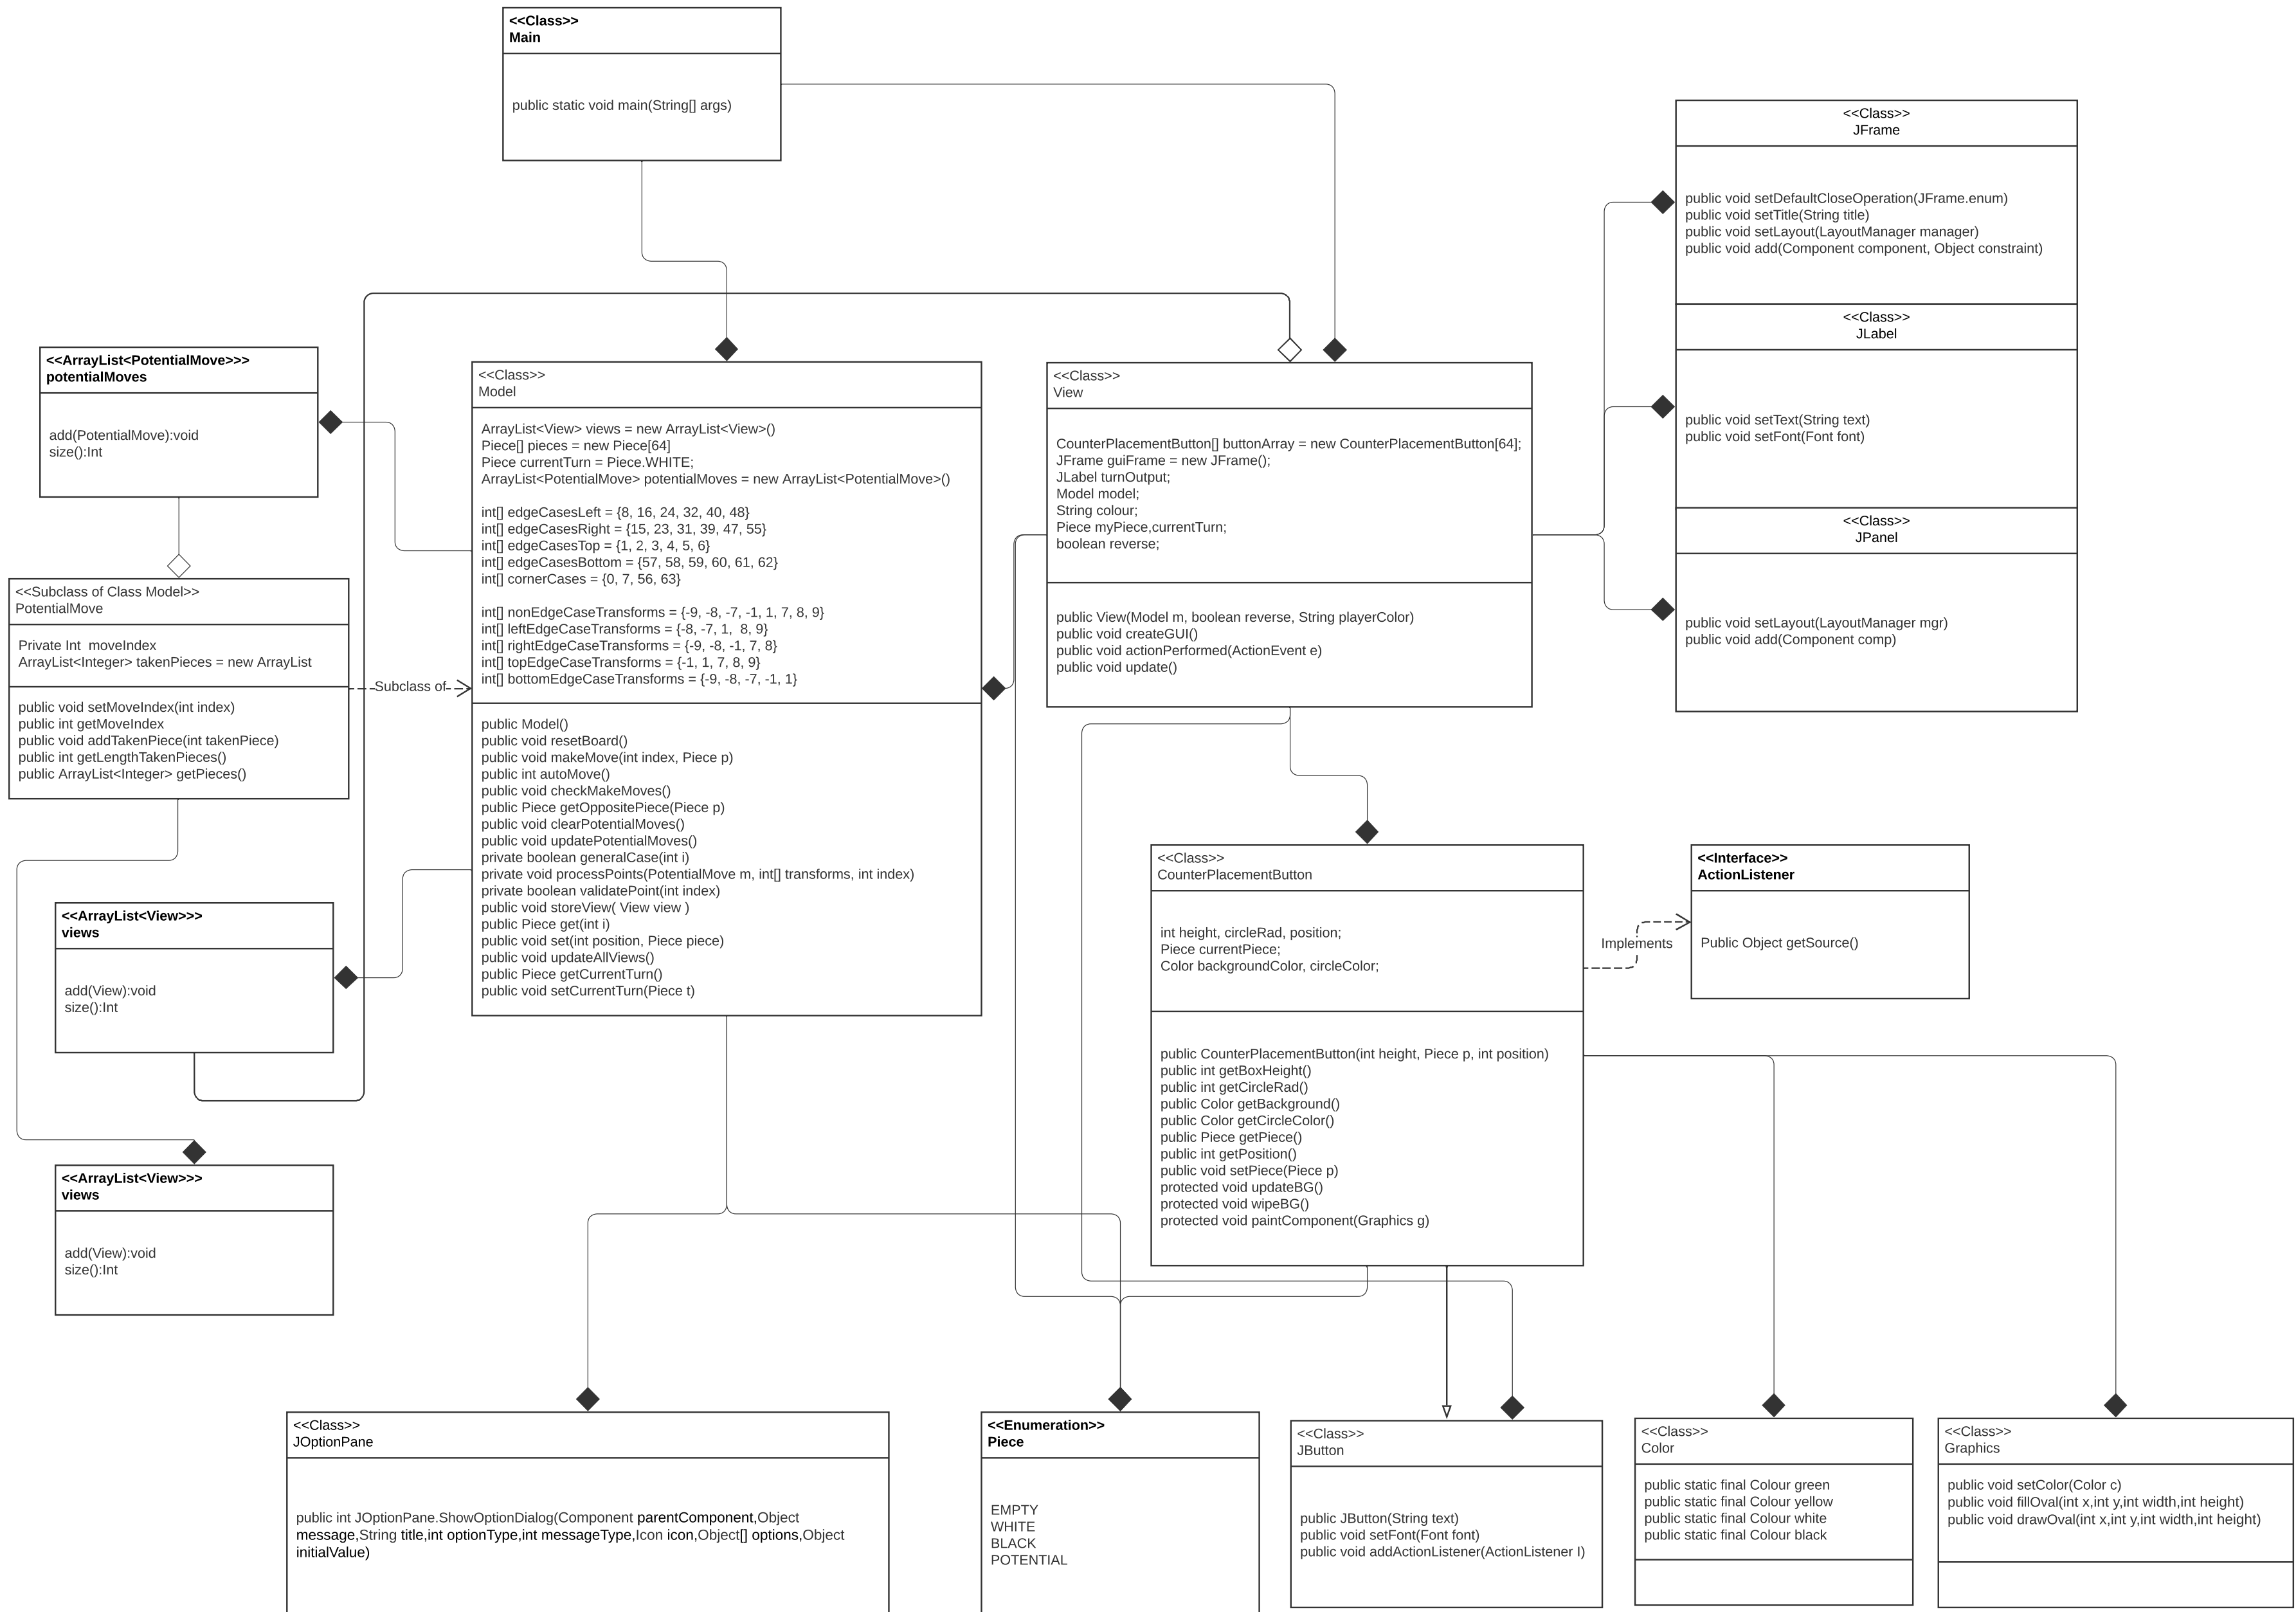 <<Class>>
Main
public static void main(String[] args)
<<Class>>
JFrame
public void setDefaultCloseOperation(JFrame.enum)
public void setTitle(String title)
public void setLayout(LayoutManager manager)
public void add(Component component, Object constraint)
<<Class>>
JLabel
public void setText(String text)
public void setFont(Font font)
<<Class>>
JPanel
public void setLayout(LayoutManager mgr)
public void add(Component comp)
<<ArrayList<PotentialMove>>>
potentialMoves
add(PotentialMove):void
size():Int
<<Subclass of Class Model>>
PotentialMove
Private Int  moveIndex
ArrayList<Integer> takenPieces = new ArrayList
public void setMoveIndex(int index)
public int getMoveIndex
public void addTakenPiece(int takenPiece)
public int getLengthTakenPieces()
public ArrayList<Integer> getPieces()
Subclass of
<<Class>>
Model
ArrayList<View> views = new ArrayList<View>()
Piece[] pieces = new Piece[64]
Piece currentTurn = Piece.WHITE;
ArrayList<PotentialMove> potentialMoves = new ArrayList<PotentialMove>()
int[] edgeCasesLeft = {8, 16, 24, 32, 40, 48}
int[] edgeCasesRight = {15, 23, 31, 39, 47, 55}
int[] edgeCasesTop = {1, 2, 3, 4, 5, 6}
int[] edgeCasesBottom = {57, 58, 59, 60, 61, 62}
int[] cornerCases = {0, 7, 56, 63}
int[] nonEdgeCaseTransforms = {-9, -8, -7, -1, 1, 7, 8, 9}
int[] leftEdgeCaseTransforms = {-8, -7, 1,  8, 9}
int[] rightEdgeCaseTransforms = {-9, -8, -1, 7, 8}
int[] topEdgeCaseTransforms = {-1, 1, 7, 8, 9}
int[] bottomEdgeCaseTransforms = {-9, -8, -7, -1, 1}
public Model()
public void resetBoard()
public void makeMove(int index, Piece p)
public int autoMove()
public void checkMakeMoves()
public Piece getOppositePiece(Piece p)
public void clearPotentialMoves()
public void updatePotentialMoves()
private boolean generalCase(int i)
private void processPoints(PotentialMove m, int[] transforms, int index)
private boolean validatePoint(int index)
public void storeView( View view )
public Piece get(int i)
public void set(int position, Piece piece)
public void updateAllViews()
public Piece getCurrentTurn()
public void setCurrentTurn(Piece t)
<<Class>>
View
CounterPlacementButton[] buttonArray = new CounterPlacementButton[64];
JFrame guiFrame = new JFrame();
JLabel turnOutput;
Model model;
String colour;
Piece myPiece,currentTurn;
boolean reverse;
public View(Model m, boolean reverse, String playerColor)
public void createGUI()
public void actionPerformed(ActionEvent e)
public void update()
<<Class>>
CounterPlacementButton
int height, circleRad, position;
Piece currentPiece;
Color backgroundColor, circleColor;
public CounterPlacementButton(int height, Piece p, int position)
public int getBoxHeight()
public int getCircleRad()
public Color getBackground()
public Color getCircleColor()
public Piece getPiece()
public int getPosition()
public void setPiece(Piece p)
protected void updateBG()
protected void wipeBG()
protected void paintComponent(Graphics g)
Implements
<<Interface>>
ActionListener
Public Object getSource()
<<ArrayList<View>>>
views
add(View):void
size():Int
<<ArrayList<View>>>
views
add(View):void
size():Int
<<Class>>
JOptionPane
public int JOptionPane.ShowOptionDialog(Component parentComponent,Object
message,String title,int optionType,int messageType,Icon icon,Object[] options,Object
initialValue)
<<Enumeration>>
Piece
EMPTY
WHITE
BLACK
POTENTIAL
<<Class>>
JButton
public JButton(String text)
public void setFont(Font font)
public void addActionListener(ActionListener l)
<<Class>>
Color
public static final Colour green
public static final Colour yellow
public static final Colour white
public static final Colour black
<<Class>>
Graphics
public void setColor(Color c)
public void fillOval(int x,int y,int width,int height)
public void drawOval(int x,int y,int width,int height)